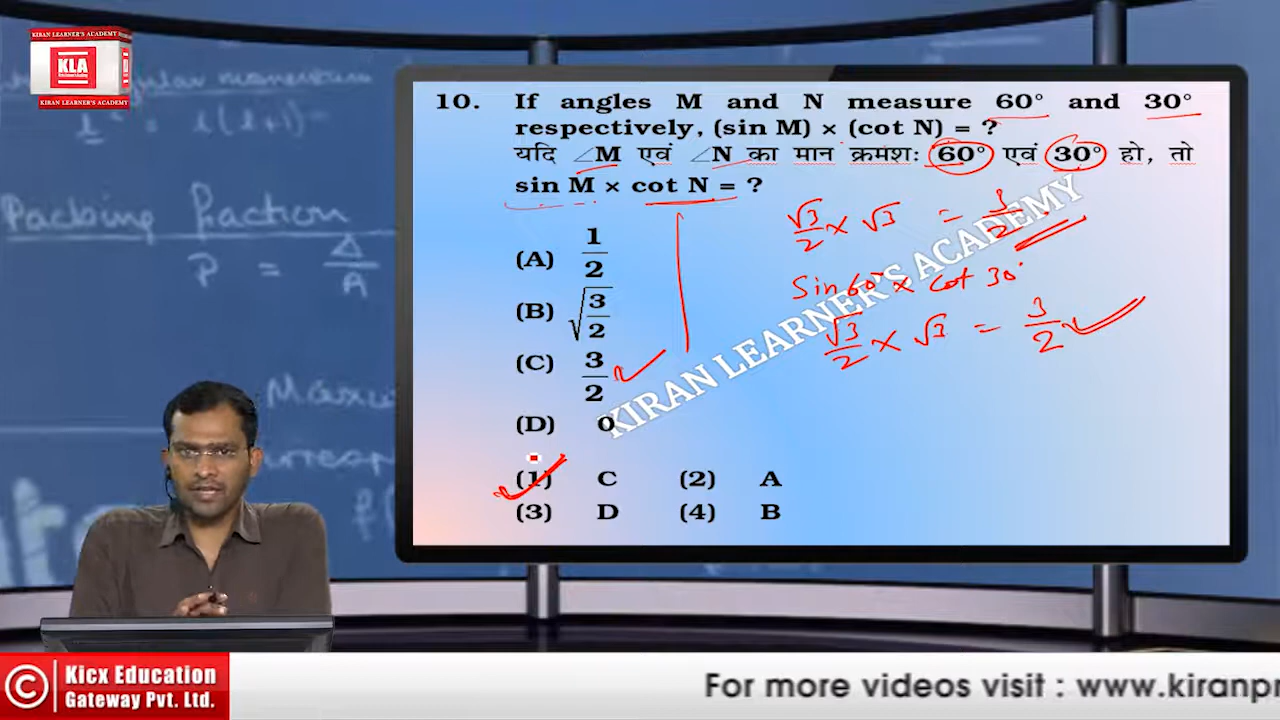 KIRAN LEARNER'S ACADEMY
KLA
KIRAN LEARNER'S ACADEMY
Packing fraction
P = Δ/A
10. If angles M and N measure 60° and 30°
respectively, (sin M) × (cot N) = ?
यदि ∠M एवं ∠N का मान क्रमशः 60° एवं 30° हो, तो
sin M × cot N = ?
(A) 1/2
(B) √(3/2)
(C) 3/2
(D) 0
(1) C (2) A
(3) D (4) B
√3/2 × √3 = 3/2
Sin 60° × cot 30°
√3/2 × √3 = 3/2
KIRAN LEARNER'S ACADEMY
© Kicx Education
Gateway Pvt. Ltd.
For more videos visit : www.kiranpr